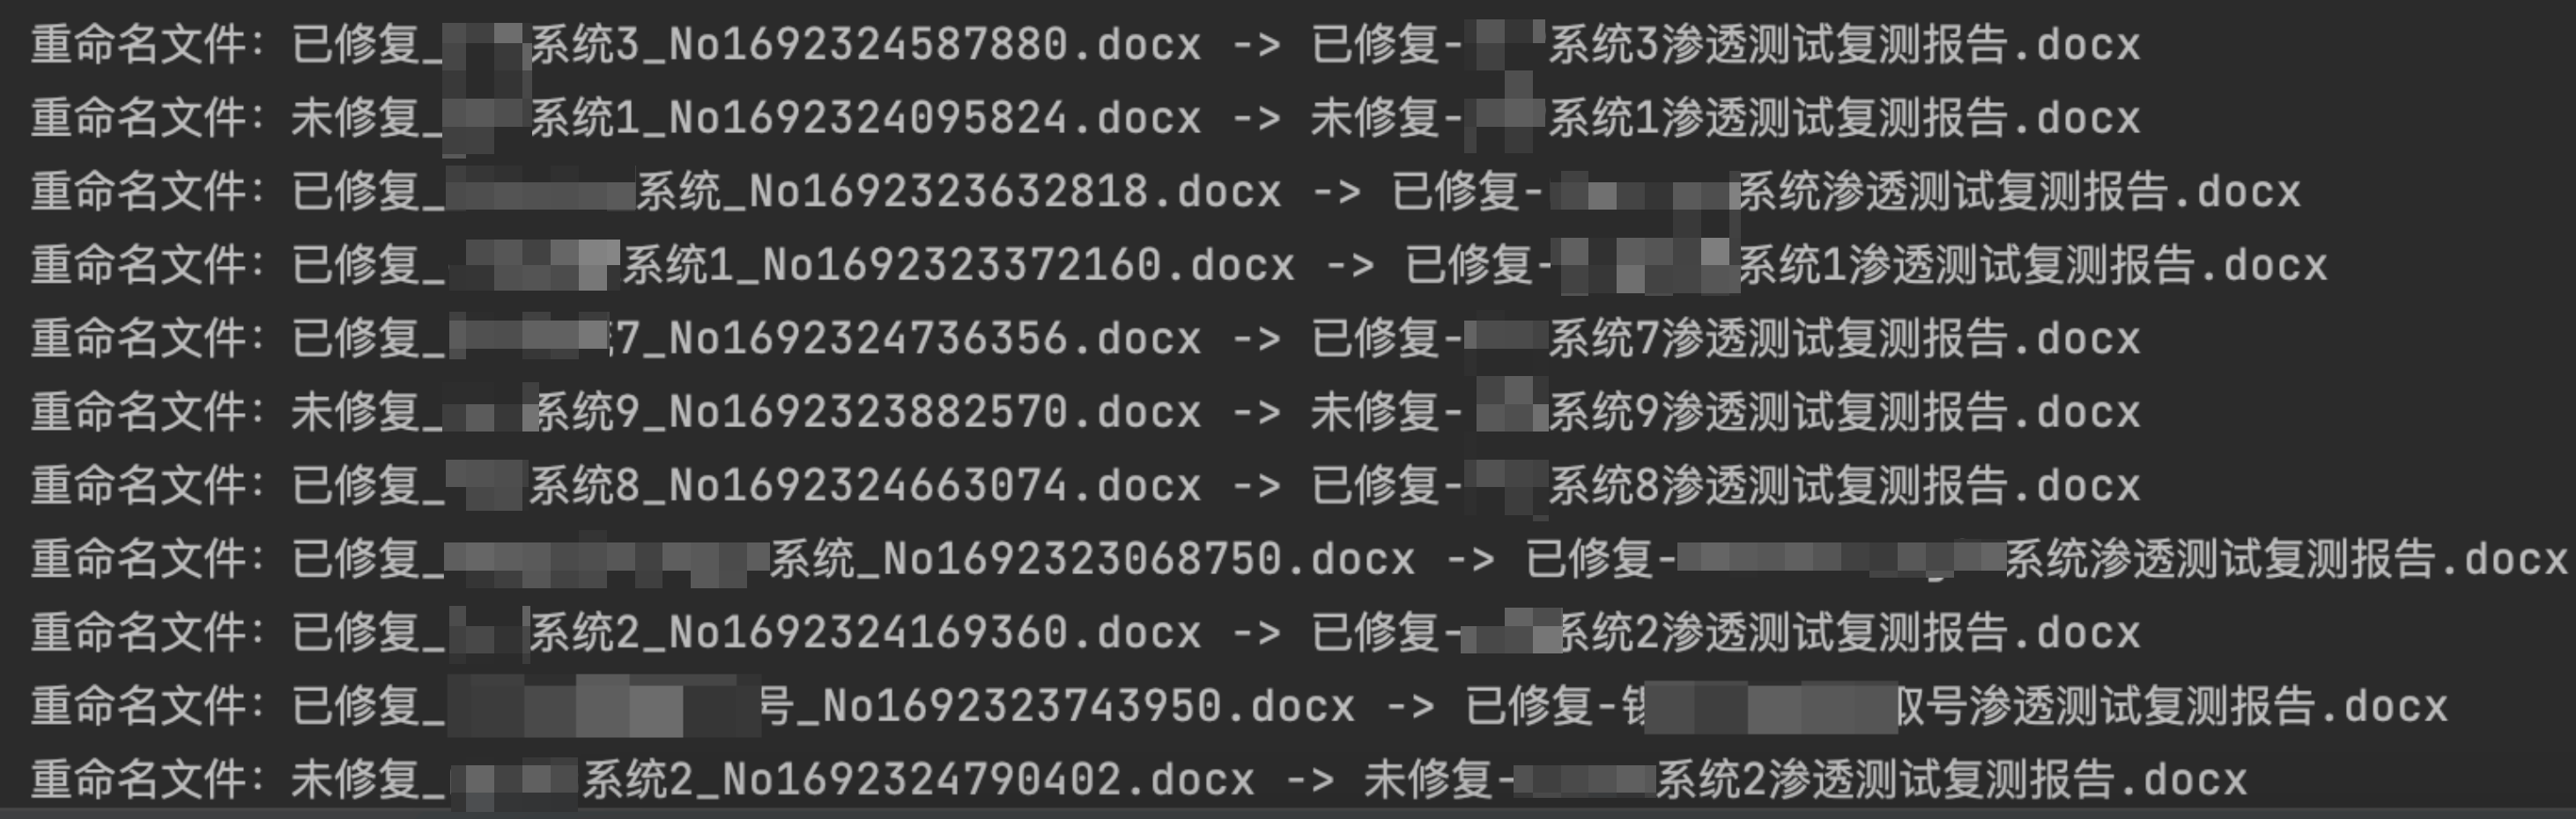 重命名文件: 已修复_系统3_No1692324587880.docx -> 已修复-系统3渗透测试复测报告.docx
重命名文件: 未修复_系统1_No1692324095824.docx -> 未修复-系统1渗透测试复测报告.docx
重命名文件: 已修复_系统_No1692323632818.docx -> 已修复-系统渗透测试复测报告.docx
重命名文件: 已修复_系统1_No1692323372160.docx -> 已修复-系统1渗透测试复测报告.docx
重命名文件: 已修复_7_No1692324736356.docx -> 已修复-系统7渗透测试复测报告.docx
重命名文件: 未修复_系统9_No1692323882570.docx -> 未修复-系统9渗透测试复测报告.docx
重命名文件: 已修复_系统8_No1692324663074.docx -> 已修复-系统8渗透测试复测报告.docx
重命名文件: 已修复_系统_No1692323068750.docx -> 已修复-系统渗透测试复测报告.docx
重命名文件: 已修复_系统2_No1692324169360.docx -> 已修复-系统2渗透测试复测报告.docx
重命名文件: 已修复_号_No1692323743950.docx -> 已修复-取号渗透测试复测报告.docx
重命名文件: 未修复_系统2_No1692324790402.docx -> 未修复-系统2渗透测试复测报告.docx